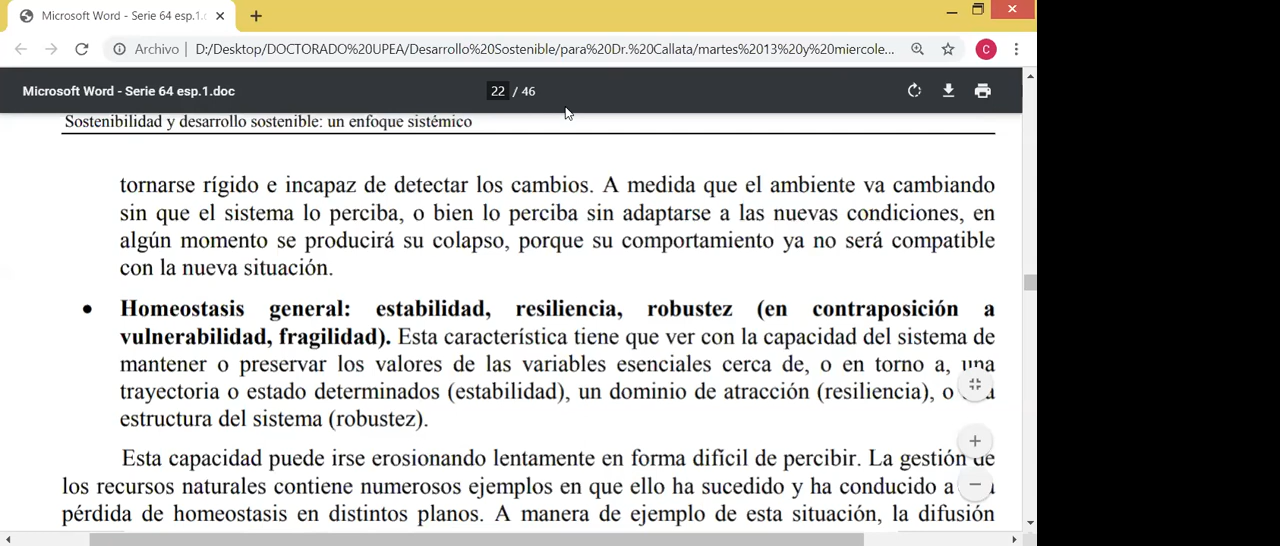 Microsoft Word - Serie 64 esp.1.c
Archivo D:/Desktop/DOCTORADO%20UPEA/Desarrollo%20Sostenible/para%20Dr.%20Callata/martes%2013%20y%20miercole... C
Microsoft Word - Serie 64 esp.1.doc 22 / 46
Sostenibilidad y desarrollo sostenible: un enfoque sistémico
tornarse rígido e incapaz de detectar los cambios. A medida que el ambiente va cambiando
sin que el sistema lo perciba, o bien lo perciba sin adaptarse a las nuevas condiciones, en
algún momento se producirá su colapso, porque su comportamiento ya no será compatible
con la nueva situación.
• Homeostasis general: estabilidad, resiliencia, robustez (en contraposición a
vulnerabilidad, fragilidad). Esta característica tiene que ver con la capacidad del sistema de
mantener o preservar los valores de las variables esenciales cerca de, o en torno a, una
trayectoria o estado determinados (estabilidad), un dominio de atracción (resiliencia), o
estructura del sistema (robustez).
Esta capacidad puede irse erosionando lentamente en forma difícil de percibir. La gestión de
los recursos naturales contiene numerosos ejemplos en que ello ha sucedido y ha conducido a
pérdida de homeostasis en distintos planos. A manera de ejemplo de esta situación, la difusión